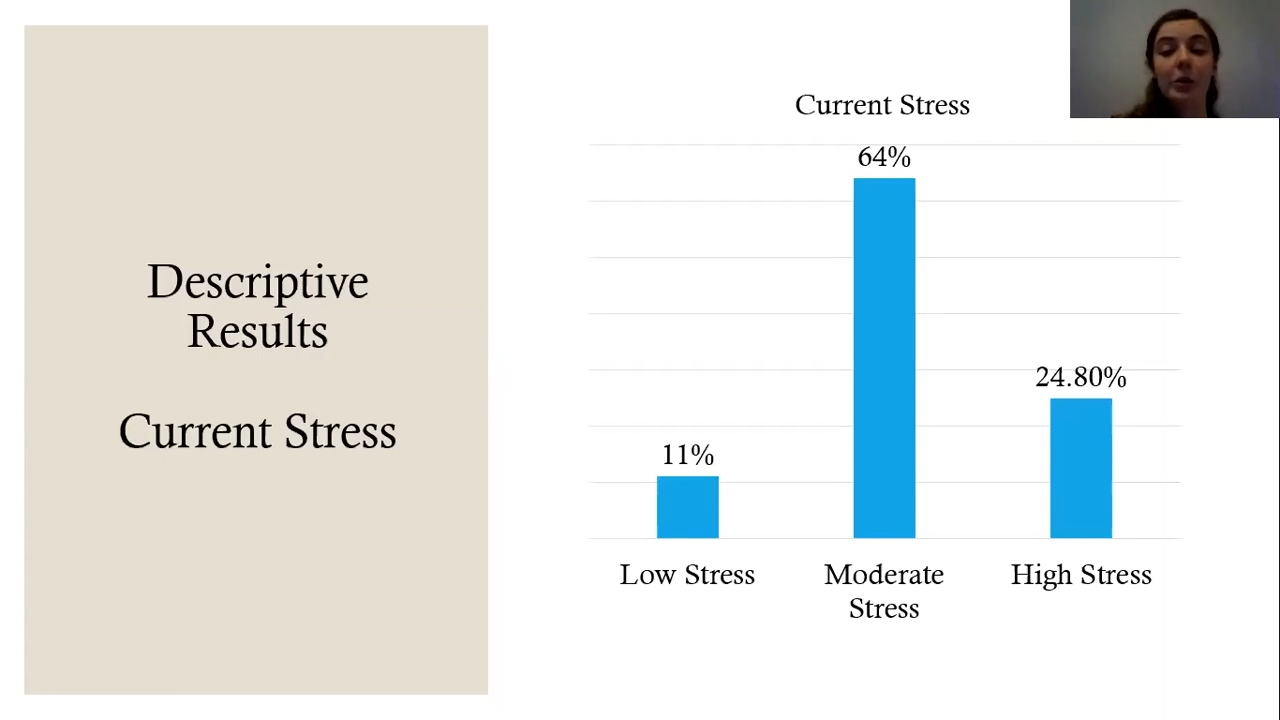 Descriptive
Results
Current Stress
Current Stress
64%
24.80%
11%
Low Stress
Moderate
Stress
High Stress